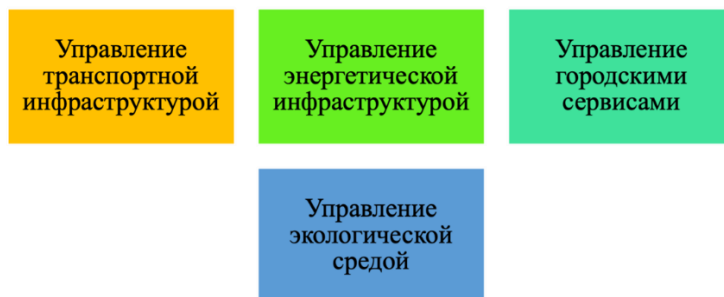 Управление
транспортной
инфраструктурой
Управление
энергетической
инфраструктурой
Управление
городскими
сервисами
Управление
экологической
средой